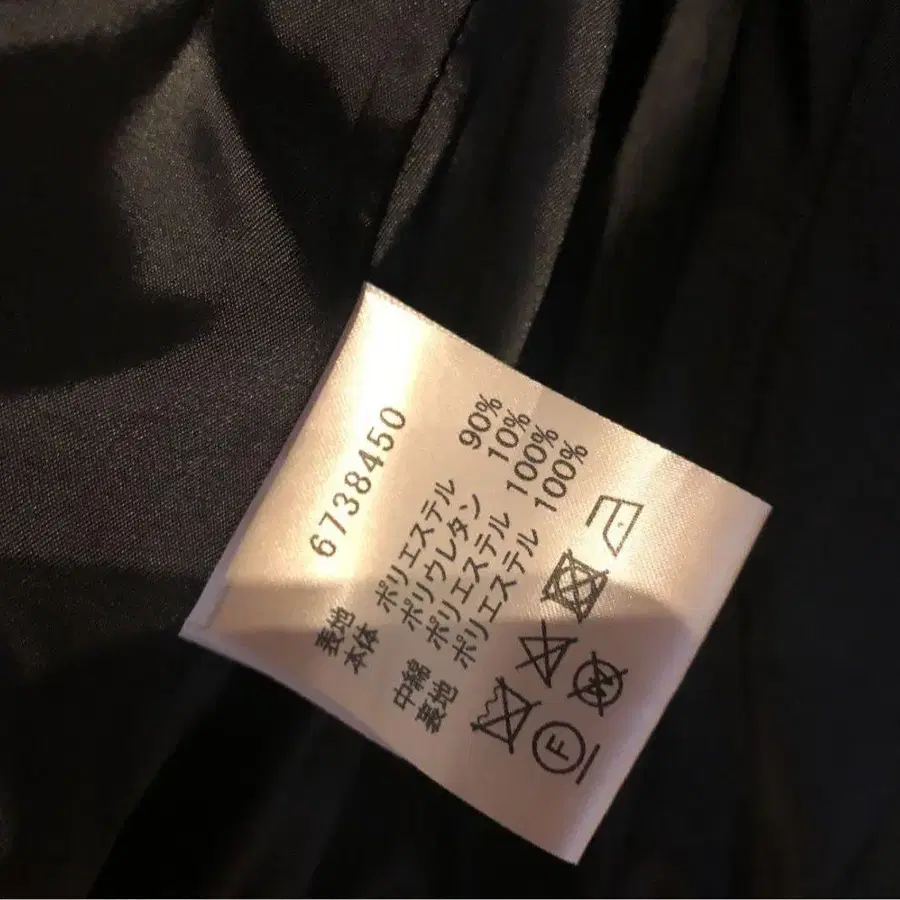 6738450
表地 ポリエステル 90%
本体 ポリウレタン 10%
中綿 ポリエステル 100%
裏地 ポリエステル 100%
F
W